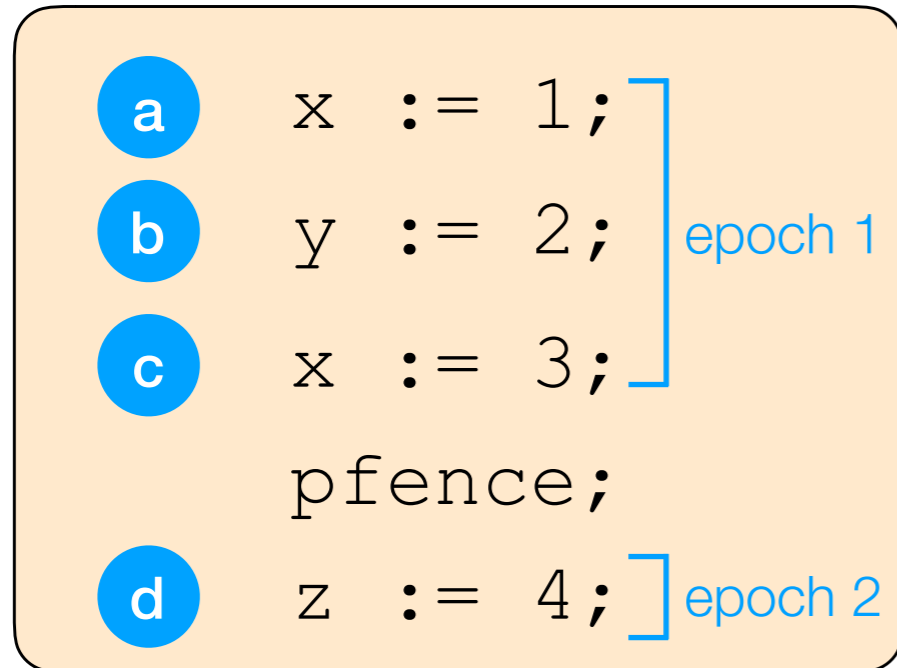 a x := 1;
b y := 2;
epoch 1
c x := 3;
pfence;
d z := 4; epoch 2